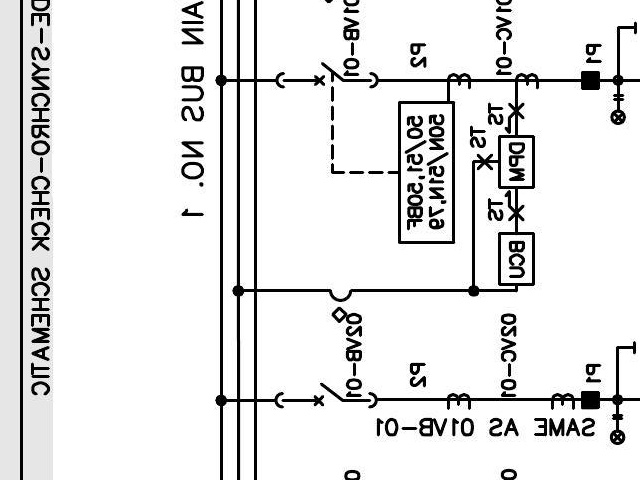 DE-SYNCHRO-CHECK SCHEMATIC
AIN BUS NO. 1
01VB-01
P2
01VC-01
P1
50N/51N,79
50/51,50BF
TS
TS
DPM
TS
BCU
02VB-01
P2
02VC-01
P1
SAME AS 01VB-01